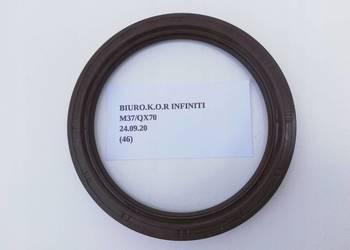 BIURO.K.O.R INFINITI
M37/QX70
24.09.20
(46)